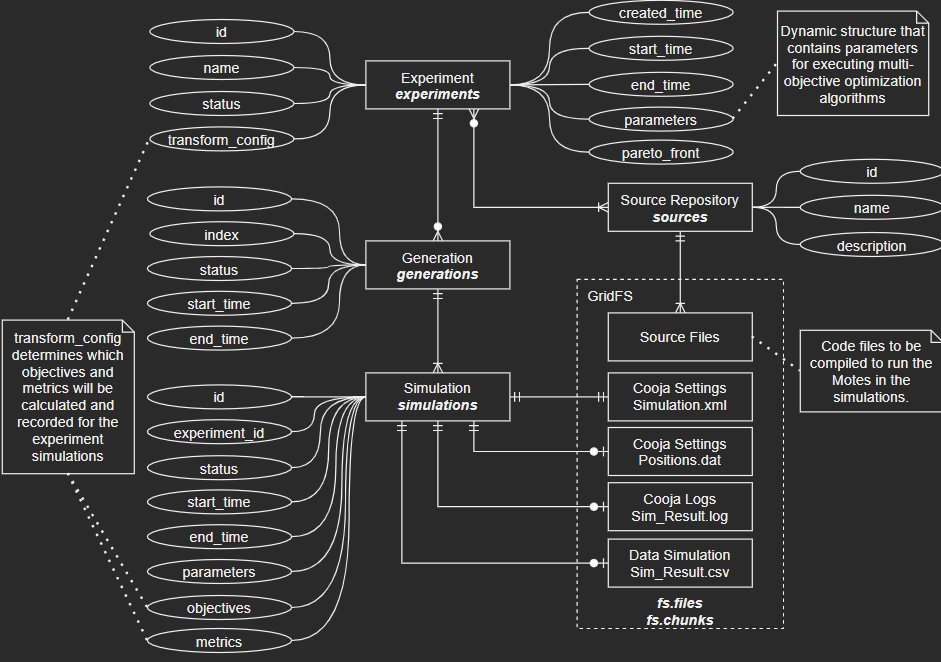 id
name
status
transform_config
Experiment
experiments
created_time
start_time
end_time
parameters
pareto_front
Dynamic structure that
contains parameters
for executing multi-
objective optimization
algorithms
Source Repository
sources
id
name
description
id
index
status
start_time
end_time
Generation
generations
GridFS
Source Files
Code files to be
compiled to run the
Motes in the
simulations.
transform_config
determines which
objectives and
metrics will be
calculated and
recorded for the
experiment
simulations
id
experiment_id
status
start_time
end_time
parameters
objectives
metrics
Simulation
simulations
Cooja Settings
Simulation.xml
Cooja Settings
Positions.dat
Cooja Logs
Sim_Result.log
Data Simulation
Sim_Result.csv
fs.files
fs.chunks